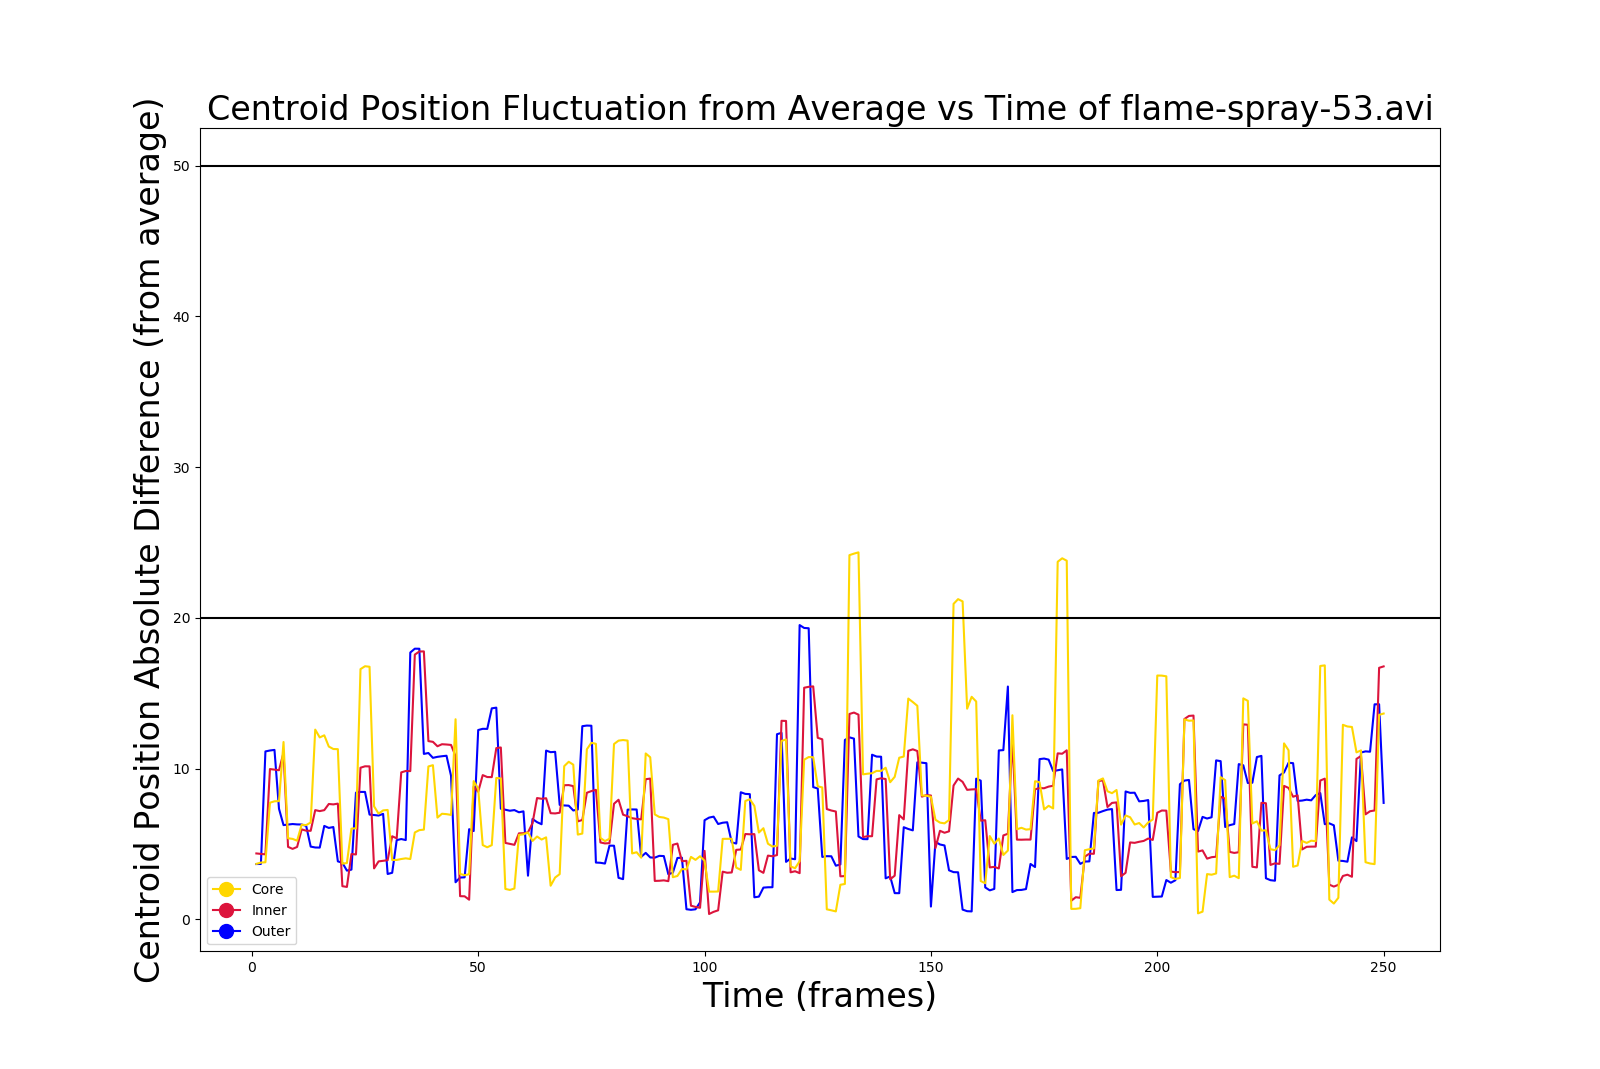 Centroid Position Fluctuation from Average vs Time of flame-spray-53.avi
Centroid Position Absolute Difference (from average)
50
40
30
20
10
0
Core
Inner
Outer
0 50 100 150 200 250
Time (frames)